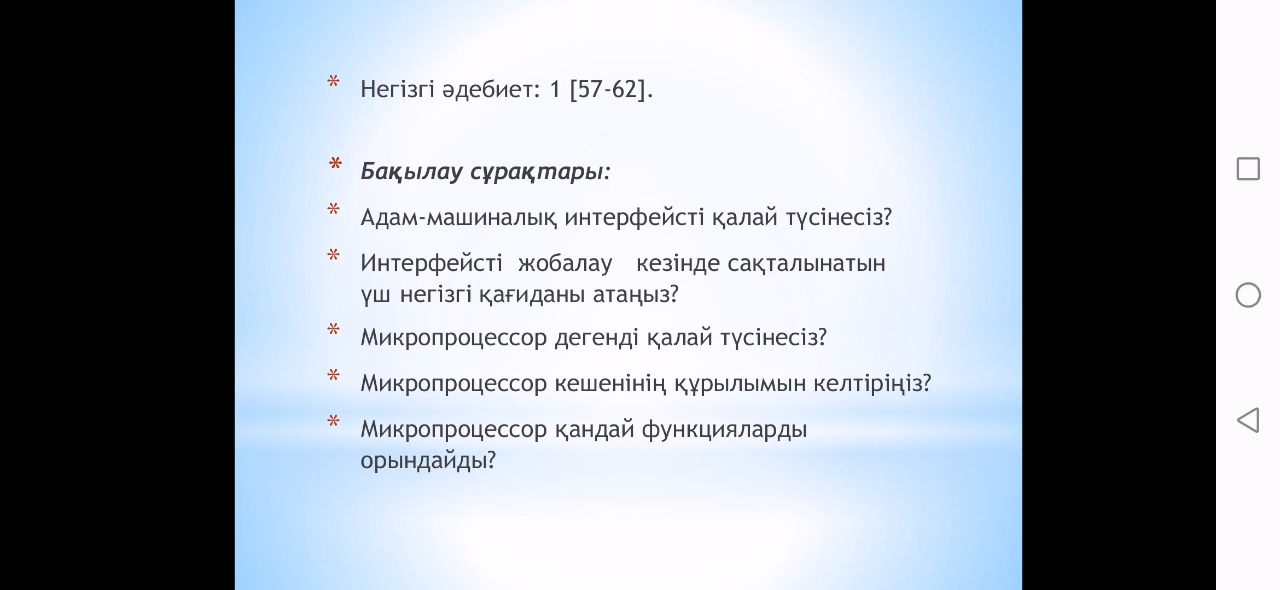 * Негізгі әдебиет: 1 [57-62].
* Бақылау сұрақтары:
* Адам-машиналық интерфейсті қалай түсінесіз?
* Интерфейсті жобалау кезінде сақталынатын
үш негізгі қағиданы атаңыз?
* Микропроцессор дегенді қалай түсінесіз?
* Микропроцессор кешенінің құрылымын келтіріңіз?
* Микропроцессор қандай функцияларды
орындайды?